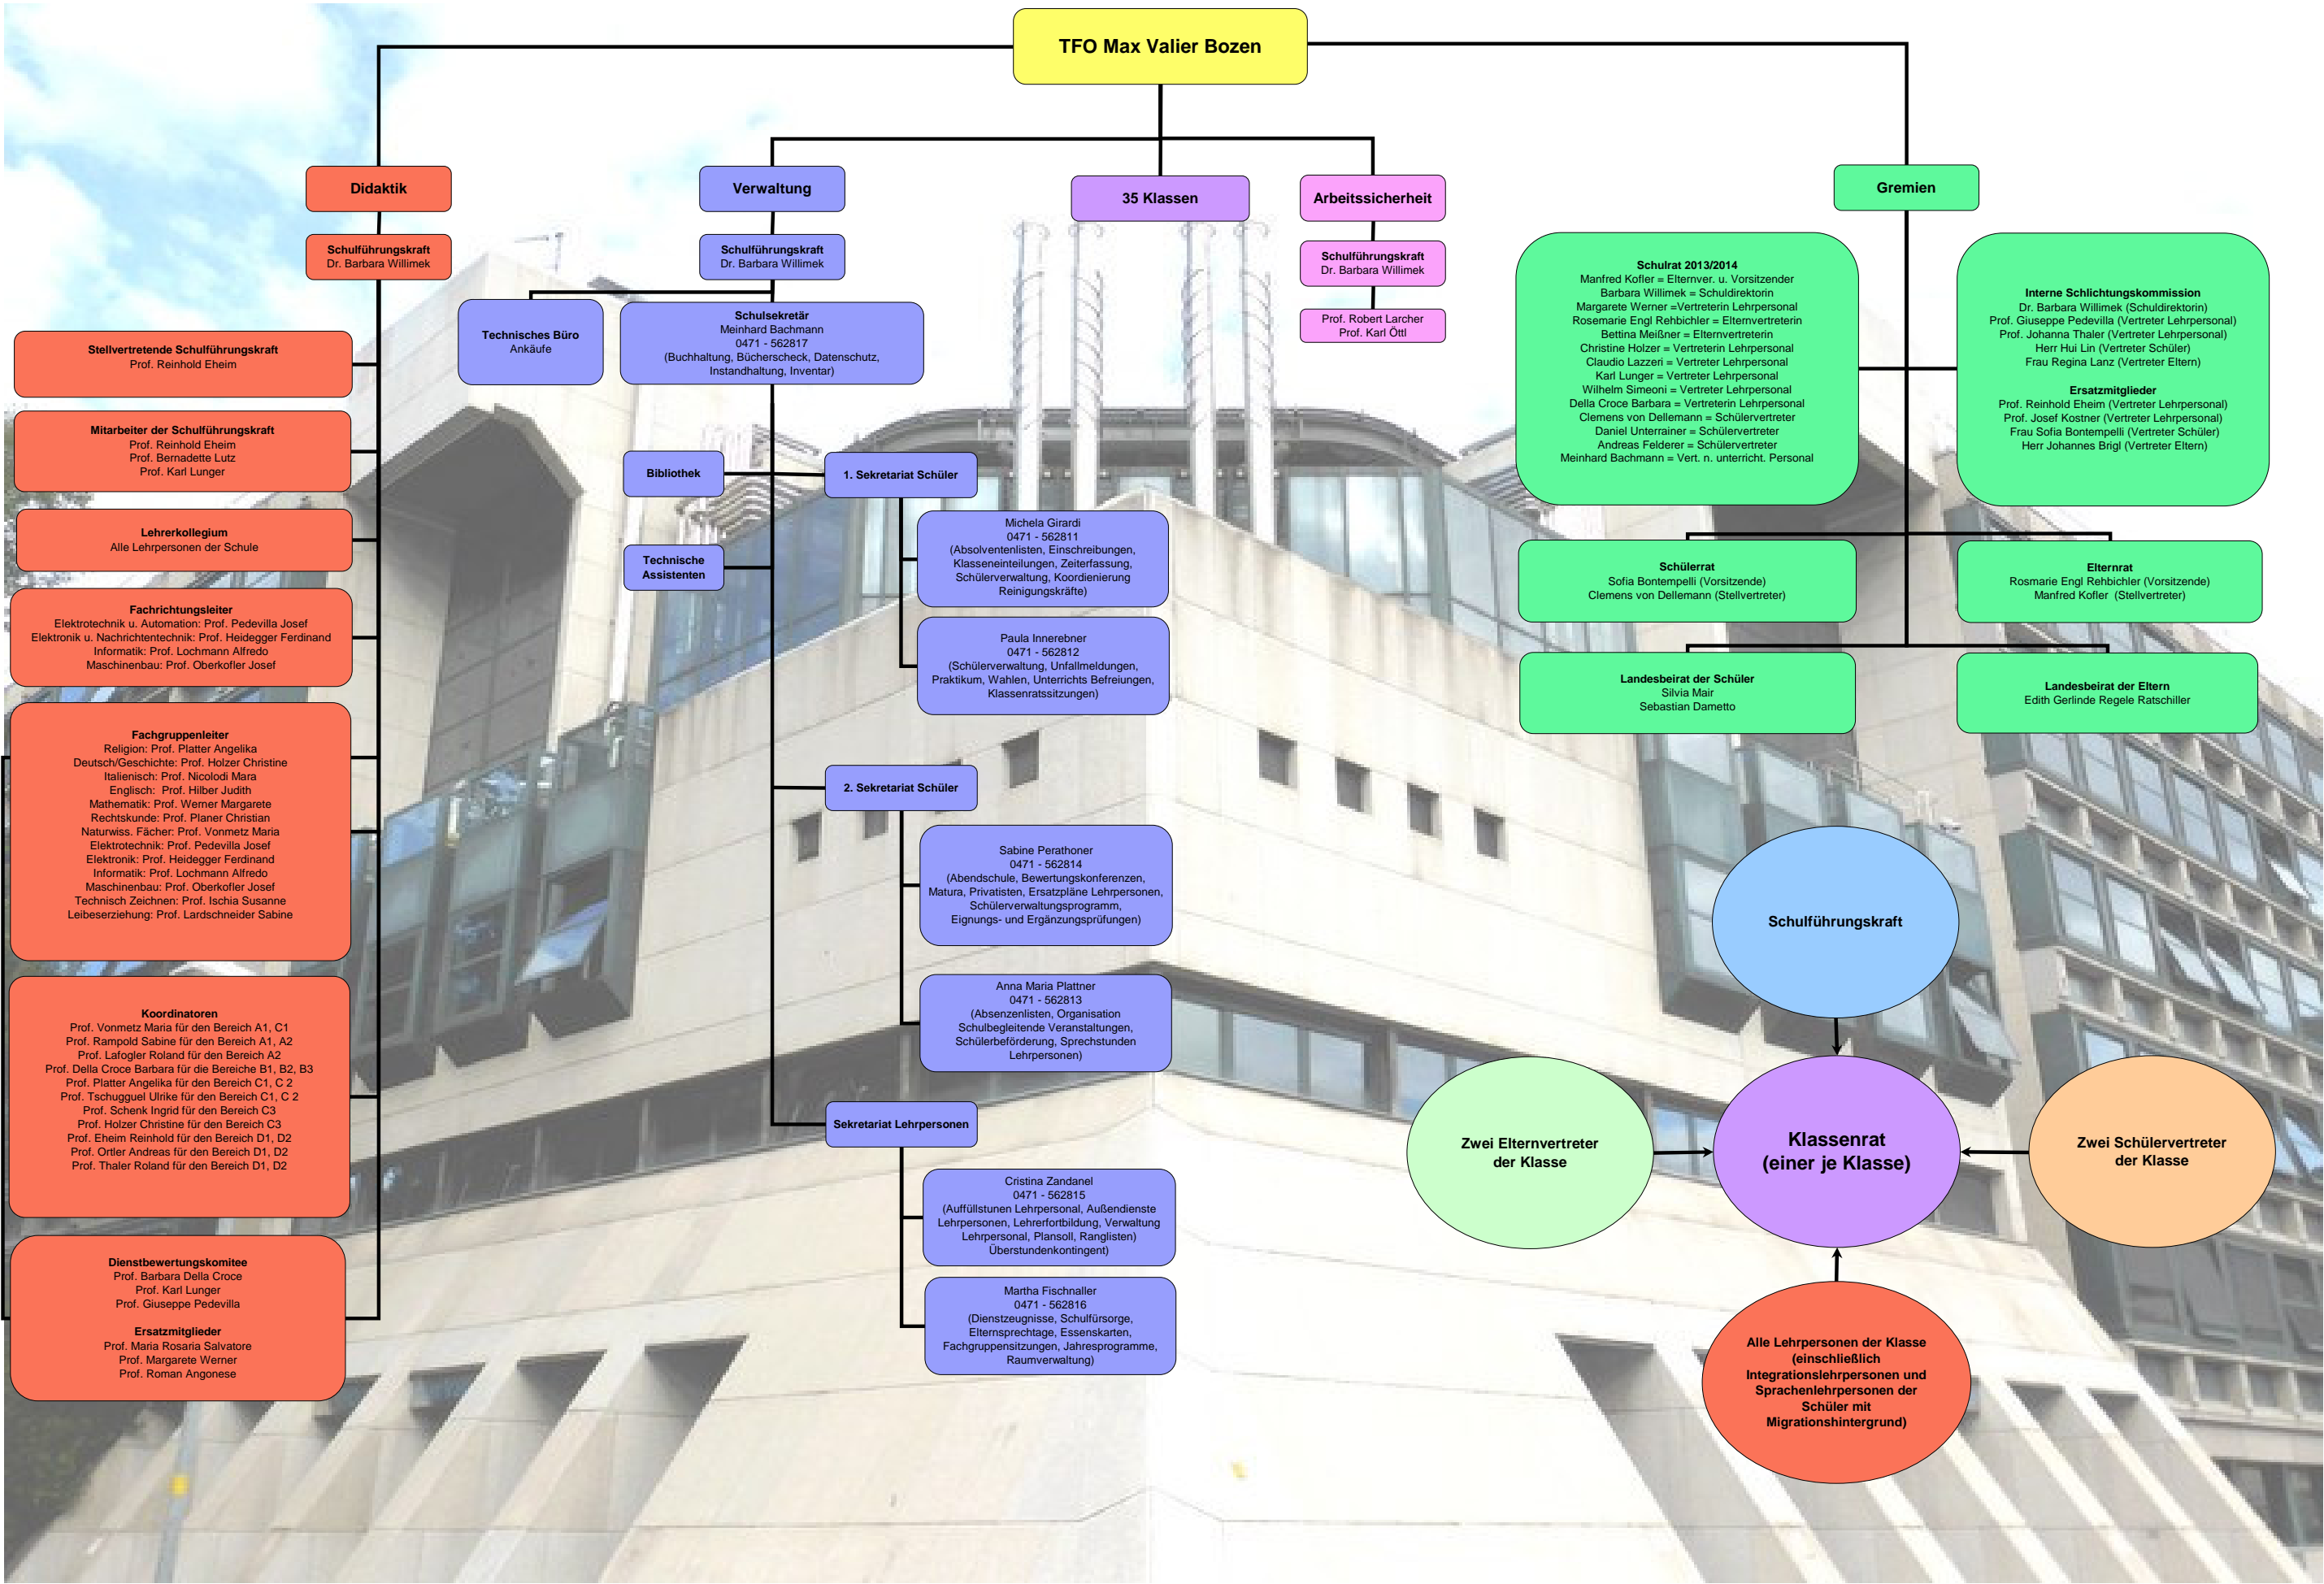 TFO Max Valier Bozen
Didaktik
Schulführungskraft
Dr. Barbara Willimek
Stellvertretende Schulführungskraft
Prof. Reinhold Eheim
Mitarbeiter der Schulführungskraft
Prof. Reinhold Eheim
Prof. Bernadette Lutz
Prof. Karl Lunger
Lehrerkollegium
Alle Lehrpersonen der Schule
Fachrichtungsleiter
Elektrotechnik u. Automation: Prof. Pedevilla Josef
Elektronik u. Nachrichtentechnik: Prof. Heidegger Ferdinand
Informatik: Prof. Lochmann Alfredo
Maschinenbau: Prof. Oberkofler Josef
Fachgruppenleiter
Religion: Prof. Platter Angelika
Deutsch/Geschichte: Prof. Holzer Christine
Italienisch: Prof. Nicolodi Mara
Englisch:  Prof. Hilber Judith
Mathematik: Prof. Werner Margarete
Rechtskunde: Prof. Planer Christian
Naturwiss. Fächer: Prof. Vonmetz Maria
Elektrotechnik: Prof. Pedevilla Josef
Elektronik: Prof. Heidegger Ferdinand
Informatik: Prof. Lochmann Alfredo
Maschinenbau: Prof. Oberkofler Josef
Technisch Zeichnen: Prof. Ischia Susanne
Leibeserziehung: Prof. Lardschneider Sabine
Koordinatoren
Prof. Vonmetz Maria für den Bereich A1, C1
Prof. Rampold Sabine für den Bereich A1, A2
Prof. Lafogler Roland für den Bereich A2
Prof. Della Croce Barbara für die Bereiche B1, B2, B3
Prof. Platter Angelika für den Bereich C1, C 2
Prof. Tschugguel Ulrike für den Bereich C1, C 2
Prof. Schenk Ingrid für den Bereich C3
Prof. Holzer Christine für den Bereich C3
Prof. Eheim Reinhold für den Bereich D1, D2
Prof. Ortler Andreas für den Bereich D1, D2
Prof. Thaler Roland für den Bereich D1, D2
Dienstbewertungskomitee
Prof. Barbara Della Croce
Prof. Karl Lunger
Prof. Giuseppe Pedevilla
Ersatzmitglieder
Prof. Maria Rosaria Salvatore
Prof. Margarete Werner
Prof. Roman Angonese
Verwaltung
Schulführungskraft
Dr. Barbara Willimek
Technisches Büro
Ankäufe
Schulsekretär
Meinhard Bachmann
0471 - 562817
(Buchhaltung, Bücherscheck, Datenschutz,
Instandhaltung, Inventar)
Bibliothek
Technische
Assistenten
1. Sekretariat Schüler
Michela Girardi
0471 - 562811
(Absolventenlisten, Einschreibungen,
Klasseneinteilungen, Zeiterfassung,
Schülerverwaltung, Koordienierung
Reinigungskräfte)
Paula Innerebner
0471 - 562812
(Schülerverwaltung, Unfallmeldungen,
Praktikum, Wahlen, Unterrichts Befreiungen,
Klassenratssitzungen)
2. Sekretariat Schüler
Sabine Perathoner
0471 - 562814
(Abendschule, Bewertungskonferenzen,
Matura, Privatisten, Ersatzpläne Lehrpersonen,
Schülerverwaltungsprogramm,
Eignungs- und Ergänzungsprüfungen)
Anna Maria Plattner
0471 - 562813
(Absenzenlisten, Organisation
Schulbegleitende Veranstaltungen,
Schülerbeförderung, Sprechstunden
Lehrpersonen)
Sekretariat Lehrpersonen
Cristina Zandanel
0471 - 562815
(Auffüllstunen Lehrpersonal, Außendienste
Lehrpersonen, Lehrerfortbildung, Verwaltung
Lehrpersonal, Plansoll, Ranglisten)
Überstundenkontingent)
Martha Fischnaller
0471 - 562816
(Dienstzeugnisse, Schulfürsorge,
Elternsprechtage, Essenskarten,
Fachgruppensitzungen, Jahresprogramme,
Raumverwaltung)
35 Klassen
Arbeitssicherheit
Schulführungskraft
Dr. Barbara Willimek
Prof. Robert Larcher
Prof. Karl Öttl
Gremien
Schulrat 2013/2014
Manfred Kofler = Elternver. u. Vorsitzender
Barbara Willimek = Schuldirektorin
Margarete Werner =Vertreterin Lehrpersonal
Rosemarie Engl Rehbichler = Elternvertreterin
Bettina Meißner = Elternvertreterin
Christine Holzer = Vertreterin Lehrpersonal
Claudio Lazzeri = Vertreter Lehrpersonal
Karl Lunger = Vertreter Lehrpersonal
Wilhelm Simeoni = Vertreter Lehrpersonal
Della Croce Barbara = Vertreterin Lehrpersonal
Clemens von Dellemann = Schülervertreter
Daniel Unterrainer = Schülervertreter
Andreas Felderer = Schülervertreter
Meinhard Bachmann = Vert. n. unterricht. Personal
Interne Schlichtungskommission
Dr. Barbara Willimek (Schuldirektorin)
Prof. Giuseppe Pedevilla (Vertreter Lehrpersonal)
Prof. Johanna Thaler (Vertreter Lehrpersonal)
Herr Hui Lin (Vertreter Schüler)
Frau Regina Lanz (Vertreter Eltern)
Ersatzmitglieder
Prof. Reinhold Eheim (Vertreter Lehrpersonal)
Prof. Josef Kostner (Vertreter Lehrpersonal)
Frau Sofia Bontempelli (Vertreter Schüler)
Herr Johannes Brigl (Vertreter Eltern)
Schülerrat
Sofia Bontempelli (Vorsitzende)
Clemens von Dellemann (Stellvertreter)
Elternrat
Rosmarie Engl Rehbichler (Vorsitzende)
Manfred Kofler  (Stellvertreter)
Landesbeirat der Schüler
Silvia Mair
Sebastian Dametto
Landesbeirat der Eltern
Edith Gerlinde Regele Ratschiller
Schulführungskraft
Zwei Elternvertreter
der Klasse
Klassenrat
(einer je Klasse)
Zwei Schülervertreter
der Klasse
Alle Lehrpersonen der Klasse
(einschließlich
Integrationslehrpersonen und
Sprachenlehrpersonen der
Schüler mit
Migrationshintergrund)